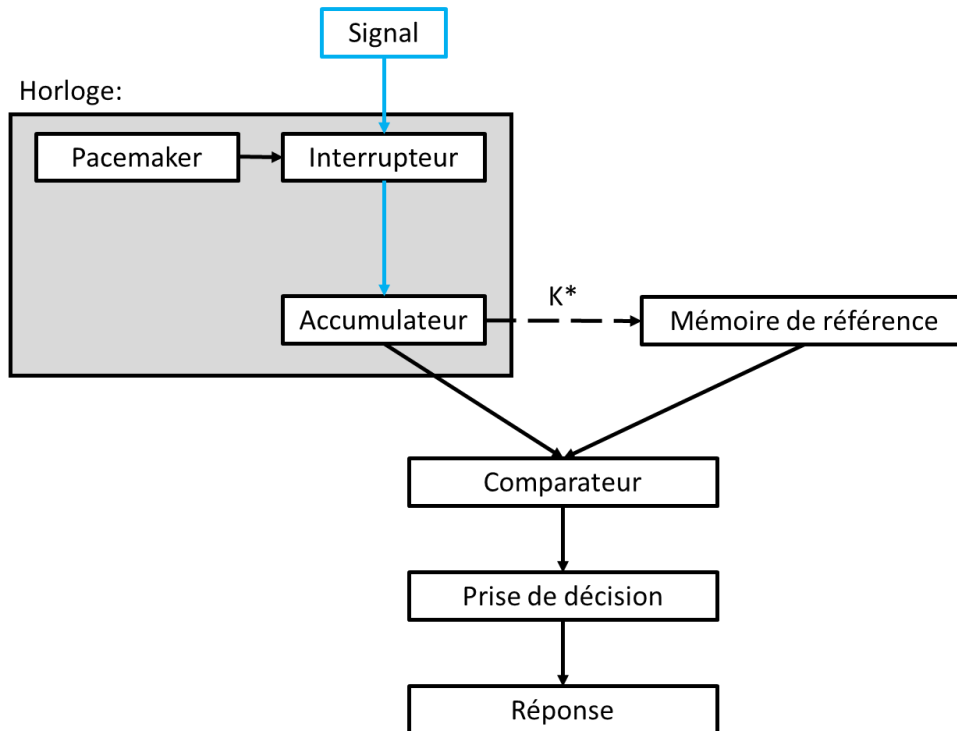 Signal
Horloge:
Pacemaker
Interrupteur
Accumulateur
K*
Mémoire de référence
Comparateur
Prise de décision
Réponse